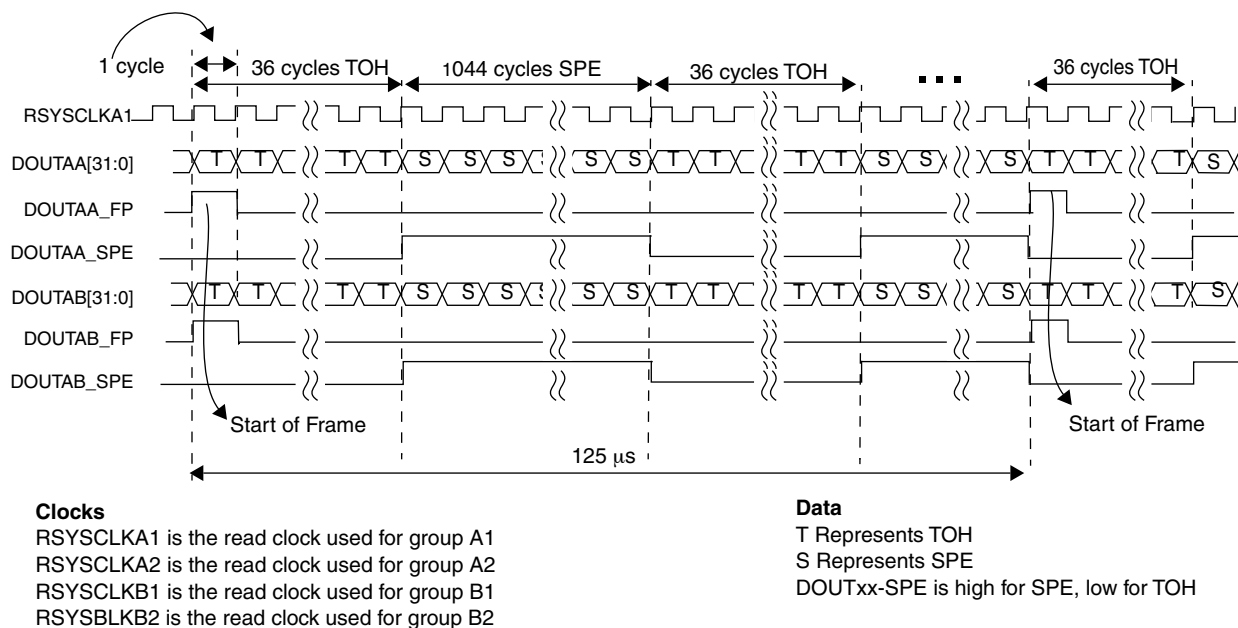 1 cycle
36 cycles TOH
1044 cycles SPE
36 cycles TOH
36 cycles TOH
RSYSCLKA1
DOUTAA[31:0]
T T T T S S S S S S T T T T S S S T T T S
DOUTAA_FP
DOUTAA_SPE
DOUTAB[31:0]
T T T T S S S S S S T T T T S S S T T T S
DOUTAB_FP
DOUTAB_SPE
Start of Frame
Start of Frame
125 μs
Clocks
RSYSCLKA1 is the read clock used for group A1
RSYSCLKA2 is the read clock used for group A2
RSYSCLKB1 is the read clock used for group B1
RSYSBLKB2 is the read clock used for group B2
Data
T Represents TOH
S Represents SPE
DOUTxx-SPE is high for SPE, low for TOH